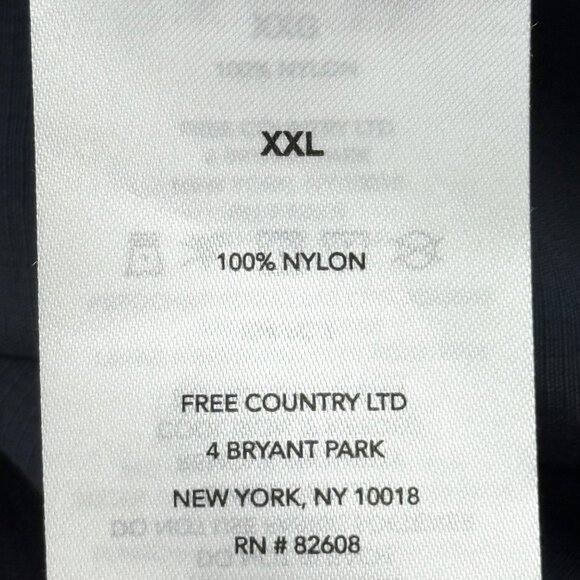 XXL
100% NYLON
FREE COUNTRY LTD
4 BRYANT PARK
NEW YORK, NY 10018
RN # 82608